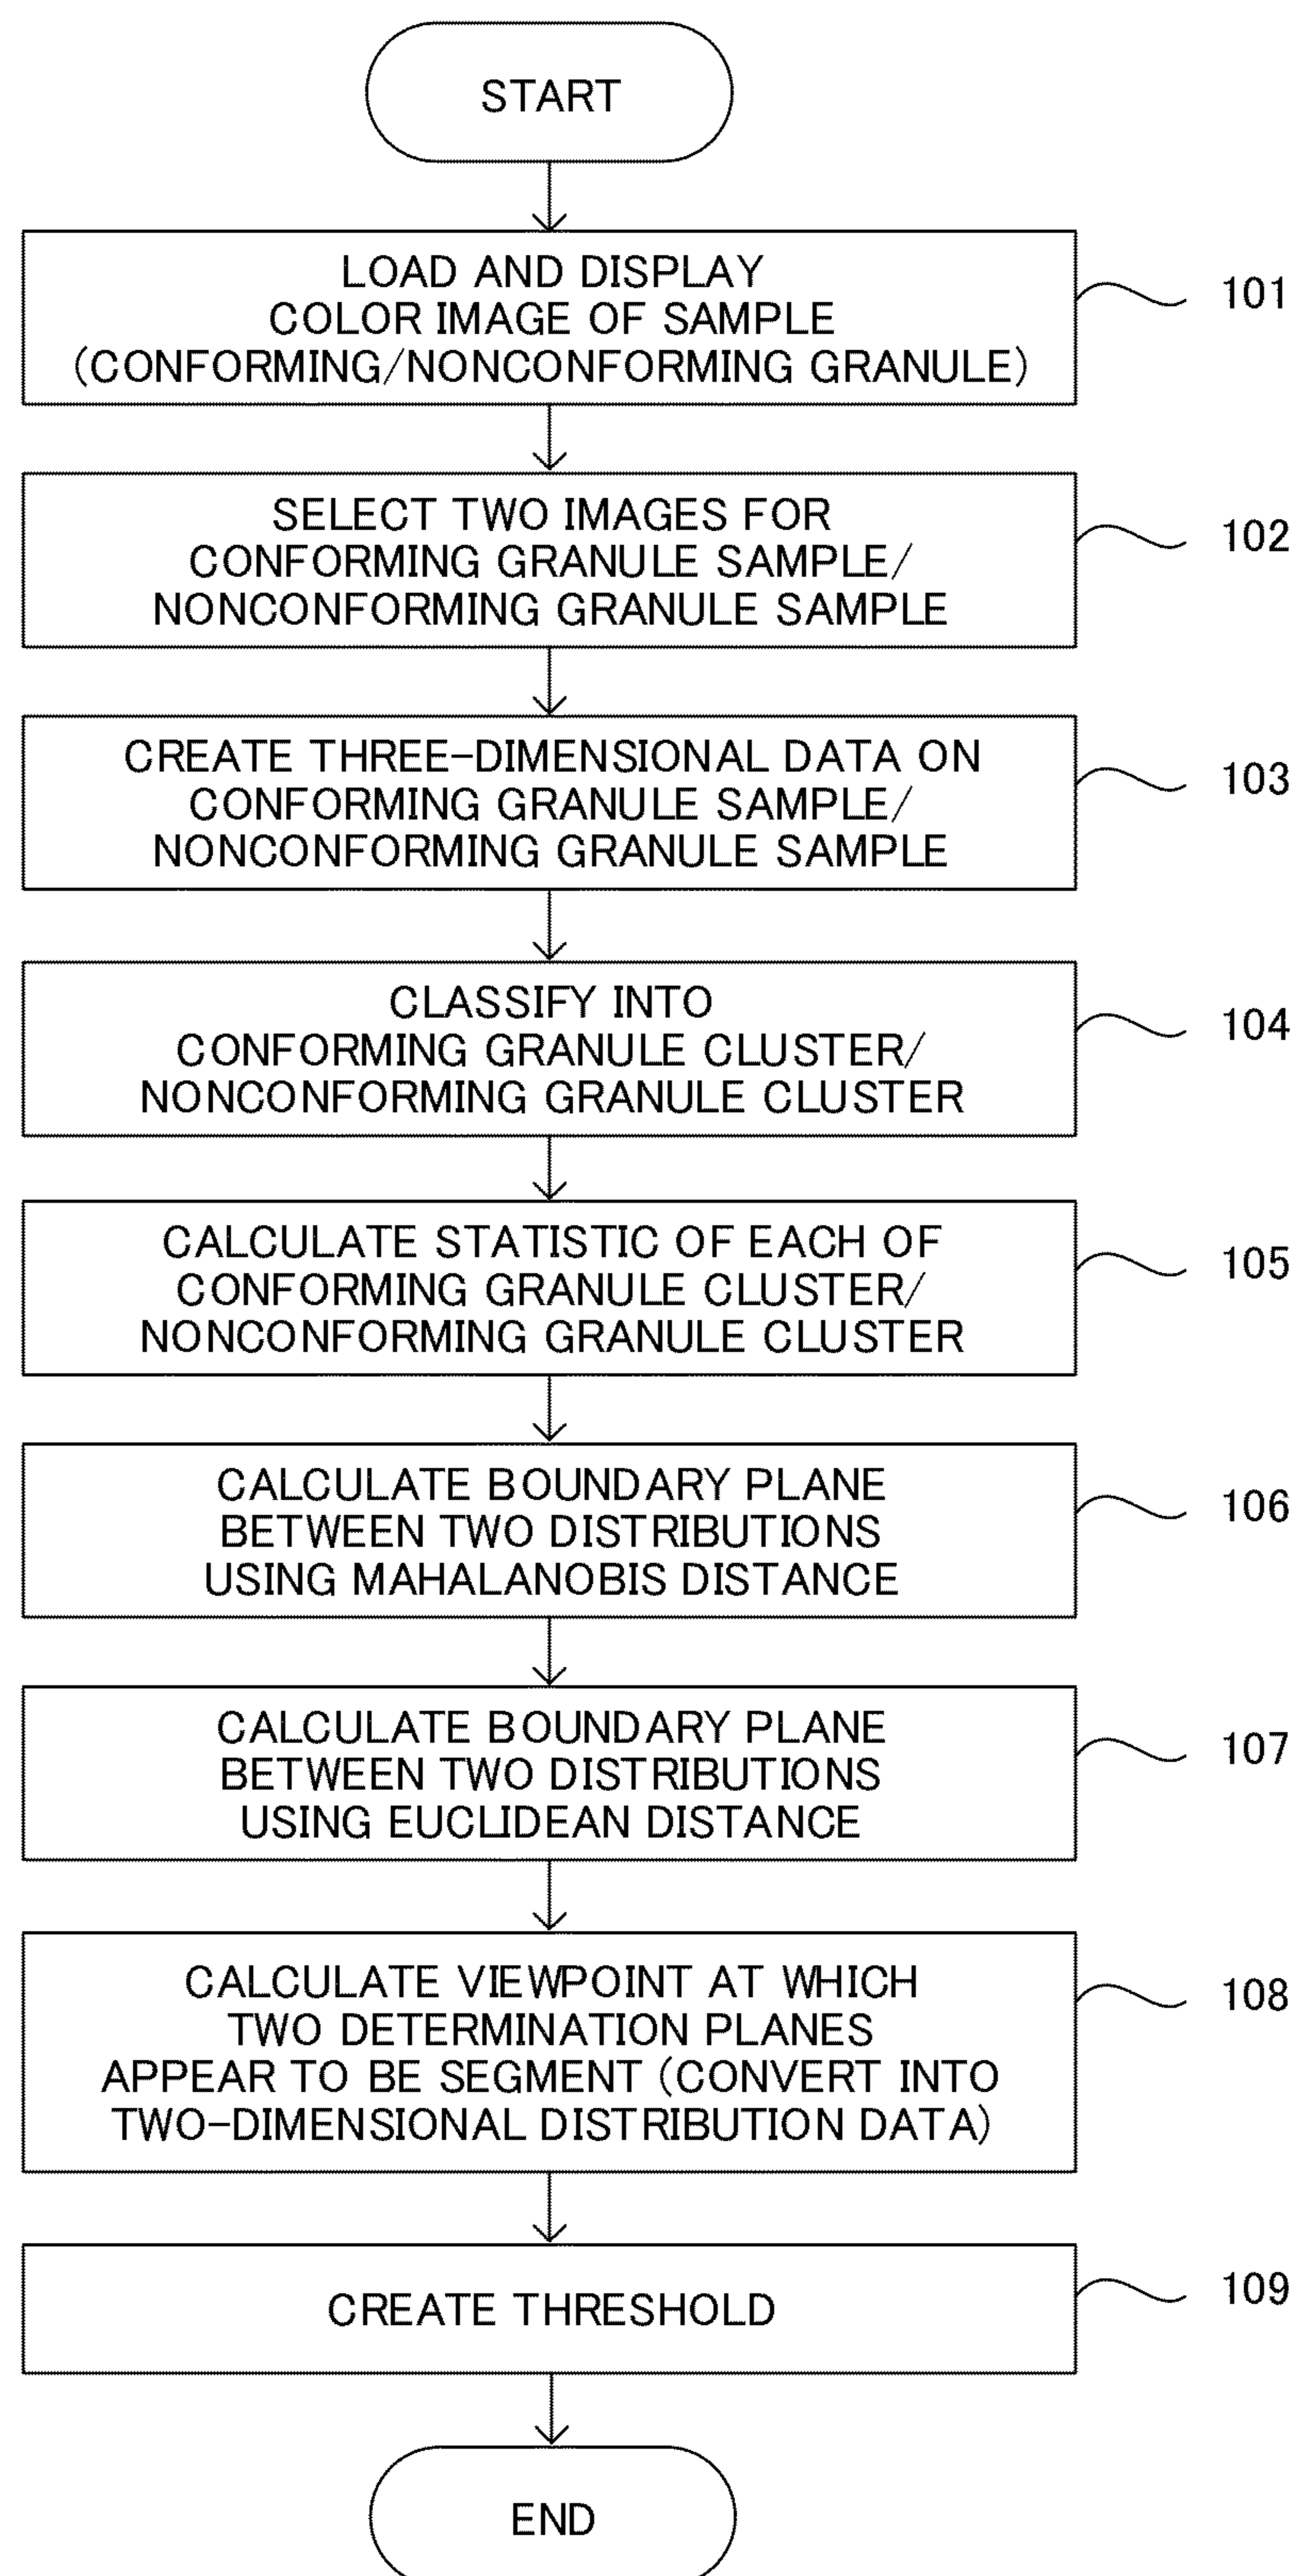 START
LOAD AND DISPLAY
COLOR IMAGE OF SAMPLE
(CONFORMING/NONCONFORMING GRANULE)
101
SELECT TWO IMAGES FOR
CONFORMING GRANULE SAMPLE/
NONCONFORMING GRANULE SAMPLE
102
CREATE THREE-DIMENSIONAL DATA ON
CONFORMING GRANULE SAMPLE/
NONCONFORMING GRANULE SAMPLE
103
CLASSIFY INTO
CONFORMING GRANULE CLUSTER/
NONCONFORMING GRANULE CLUSTER
104
CALCULATE STATISTIC OF EACH OF
CONFORMING GRANULE CLUSTER/
NONCONFORMING GRANULE CLUSTER
105
CALCULATE BOUNDARY PLANE
BETWEEN TWO DISTRIBUTIONS
USING MAHALANOBIS DISTANCE
106
CALCULATE BOUNDARY PLANE
BETWEEN TWO DISTRIBUTIONS
USING EUCLIDEAN DISTANCE
107
CALCULATE VIEWPOINT AT WHICH
TWO DETERMINATION PLANES
APPEAR TO BE SEGMENT (CONVERT INTO
TWO-DIMENSIONAL DISTRIBUTION DATA)
108
CREATE THRESHOLD
109
END